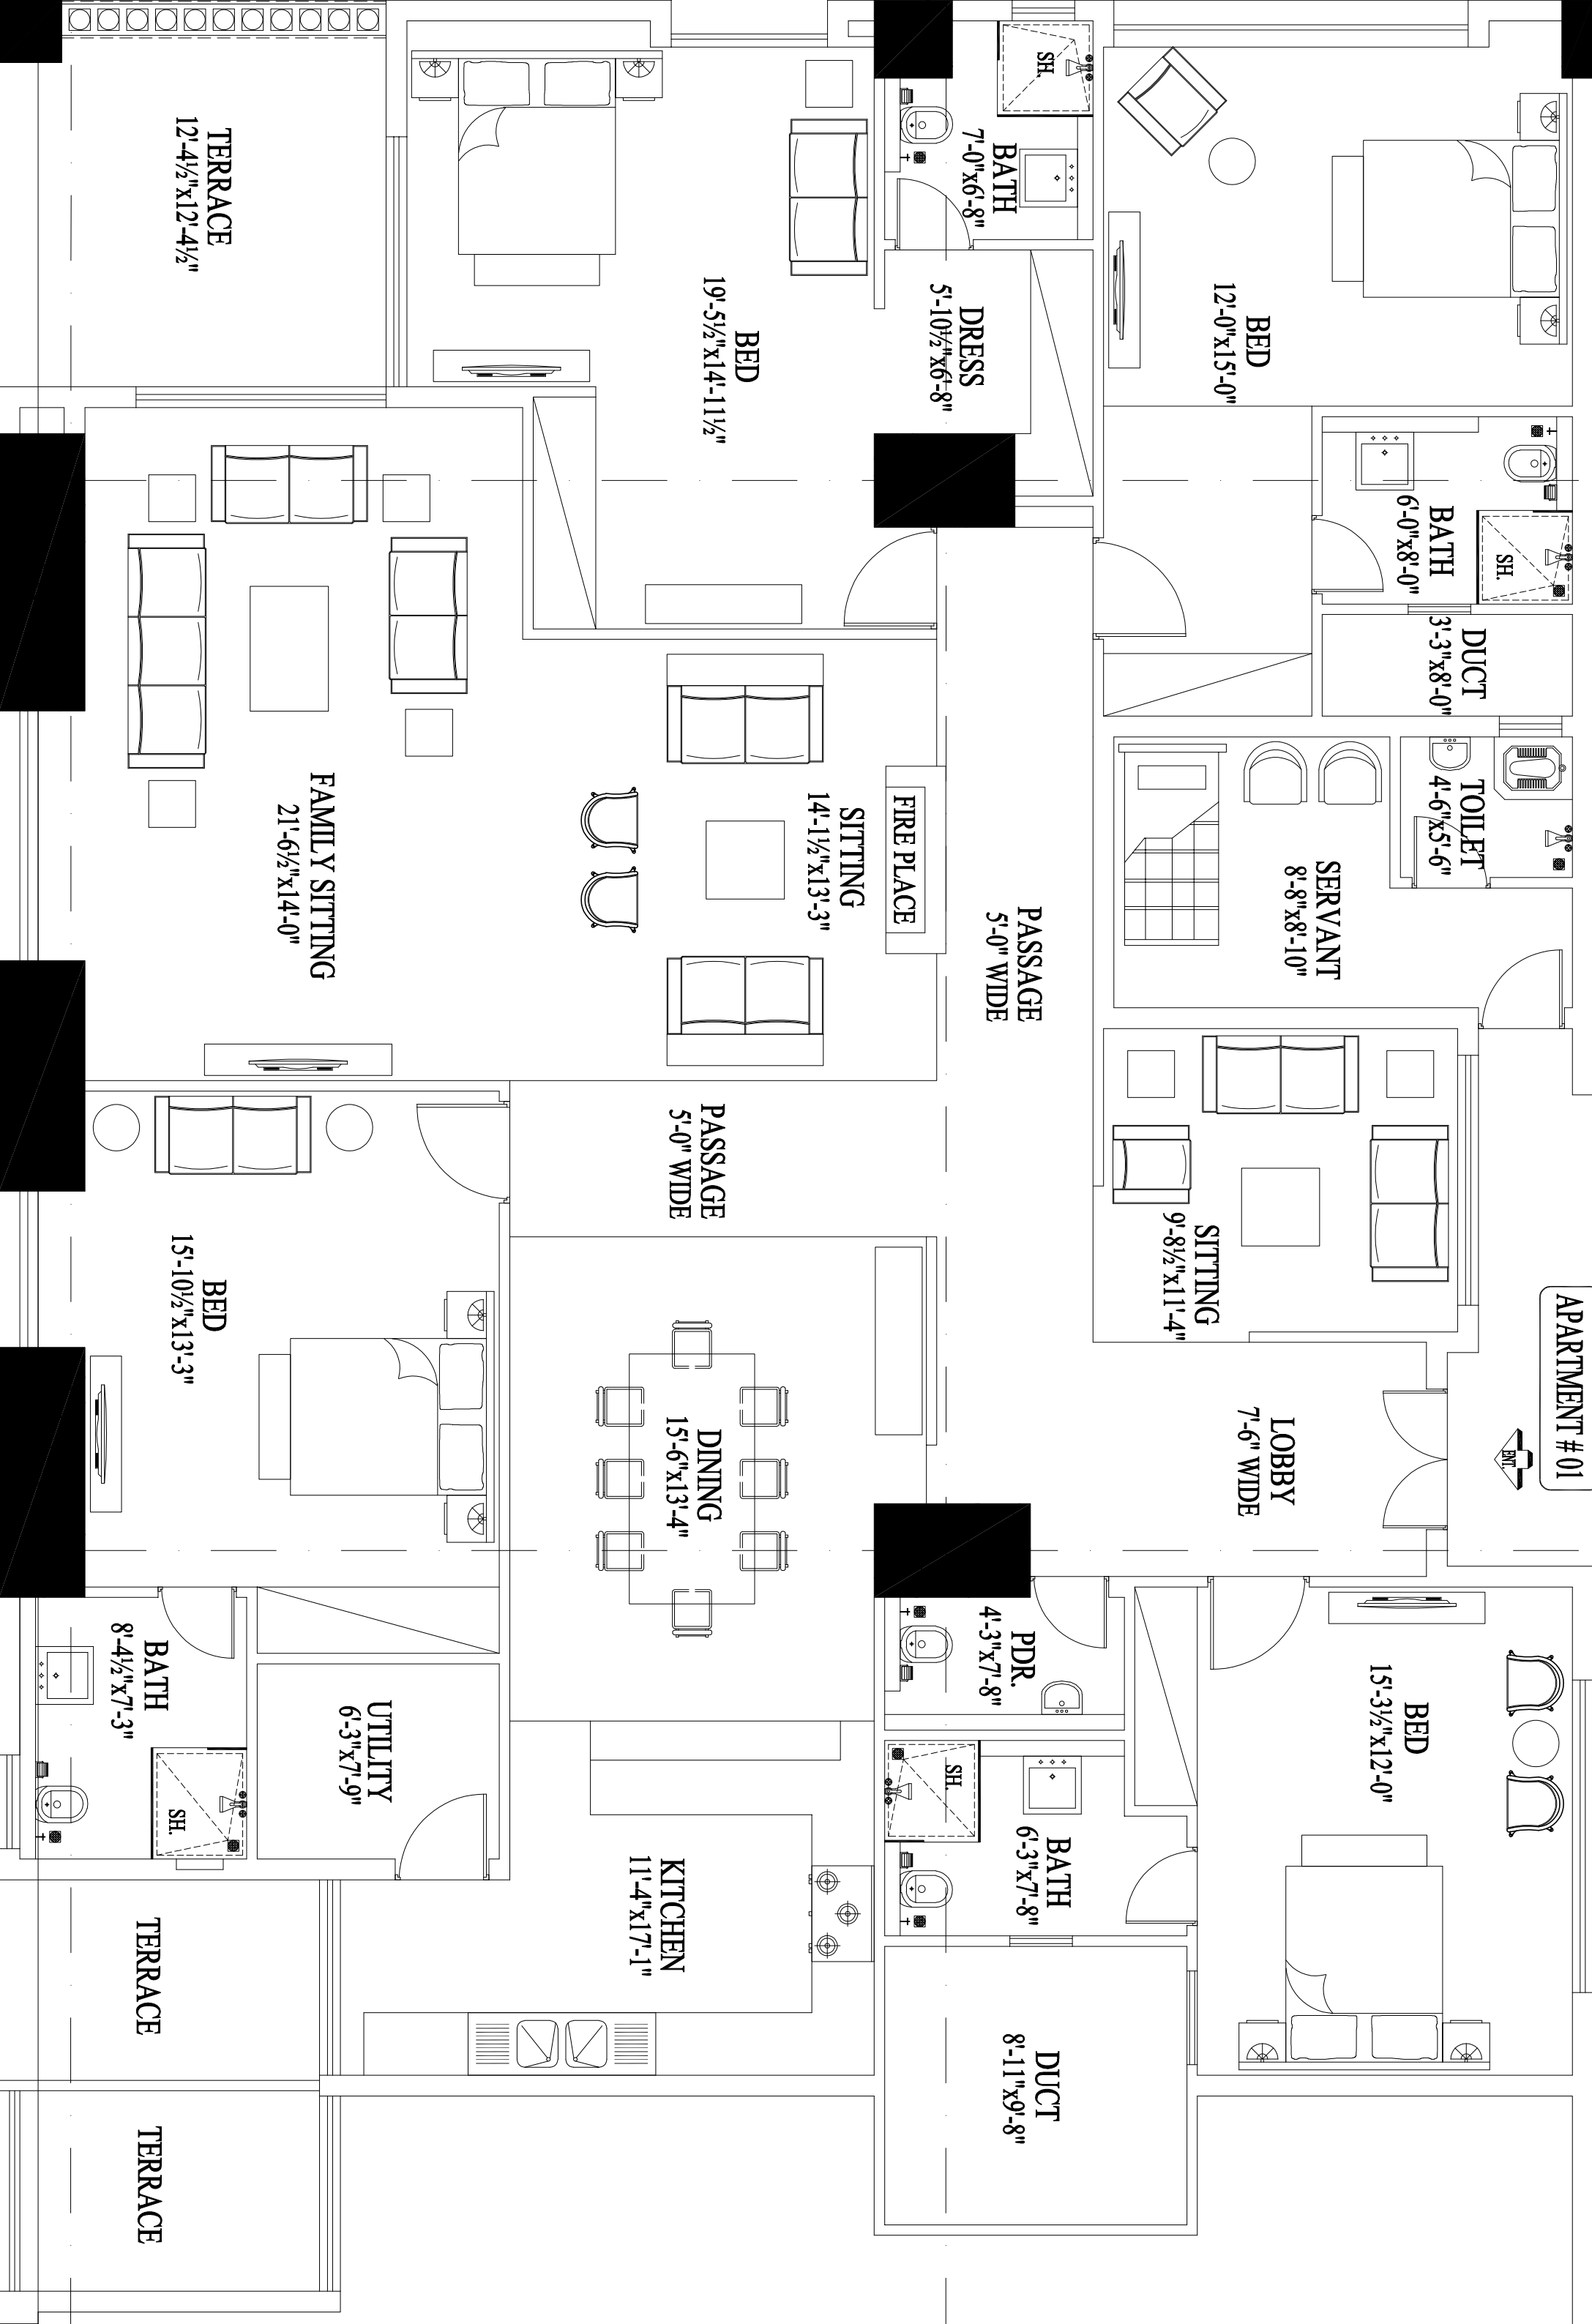 APARTMENT # 01
ENT.
BED
12'-0"x15'-0"
BATH
6'-0"x8'-0"
SH.
DUCT
3'-3"x8'-0"
TOILET
4'-6"x5'-6"
SERVANT
8'-8"x8'-10"
SITTING
9'-8½"x11'-4"
LOBBY
7'-6" WIDE
BED
15'-3½"x12'-0"
SH.
BATH
7'-0"x6'-8"
DRESS
5'-10½"x6'-8"
PASSAGE
5'-0" WIDE
PDR.
4'-3"x7'-8"
SH.
BATH
6'-3"x7'-8"
DUCT
8'-11"x9'-8"
BED
19'-5½"x14'-11½"
FIRE PLACE
SITTING
14'-1½"x13'-3"
PASSAGE
5'-0" WIDE
DINING
15'-6"x13'-4"
KITCHEN
11'-4"x17'-1"
TERRACE
12'-4½"x12'-4½"
FAMILY SITTING
21'-6½"x14'-0"
BED
15'-10½"x13'-3"
UTILITY
6'-3"x7'-9"
BATH
8'-4½"x7'-3"
SH.
TERRACE
TERRACE